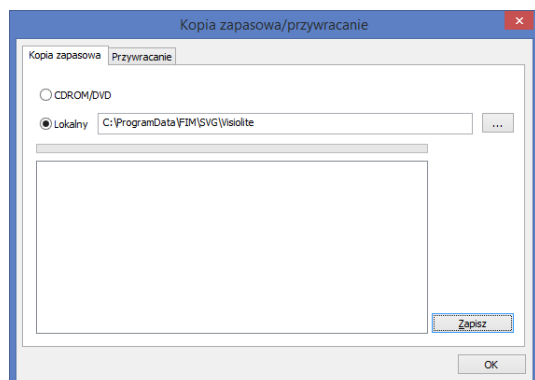 Kopia zapasowa/przywracanie
Kopia zapasowa Przywracanie
CDROM/DVD
Lokalny C:\ProgramData\FIM\SVG\Visiolite ...
Zapisz
OK